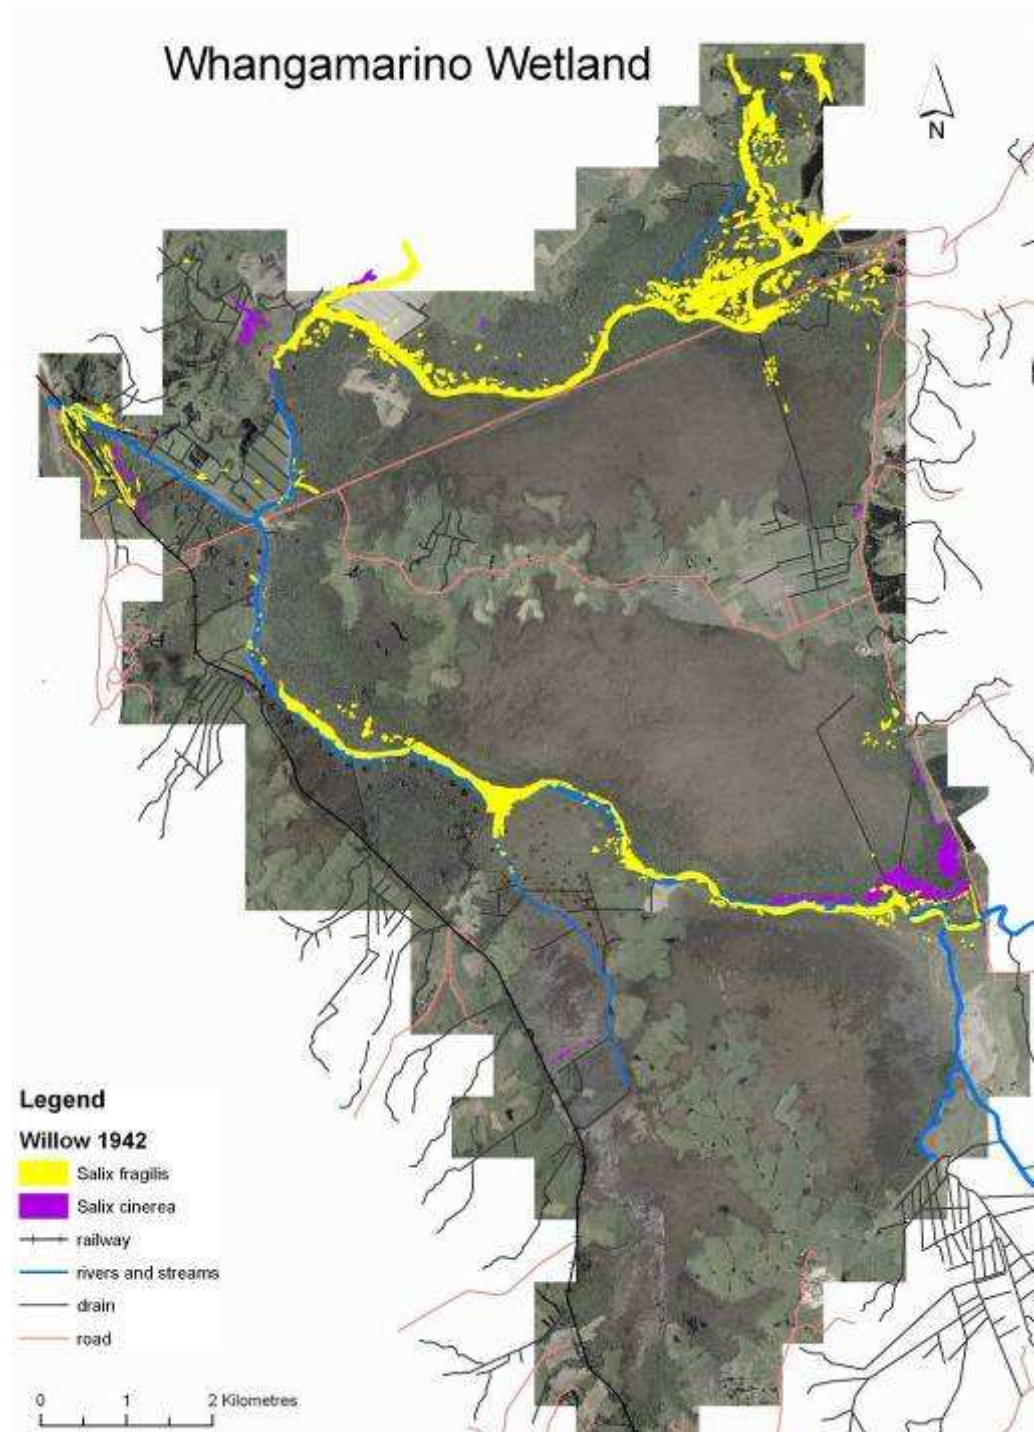 Whangamarino Wetland
N
Legend
Willow 1942
Salix fragilis
Salix cinerea
railway
rivers and streams
drain
road
0 1 2 Kilometres